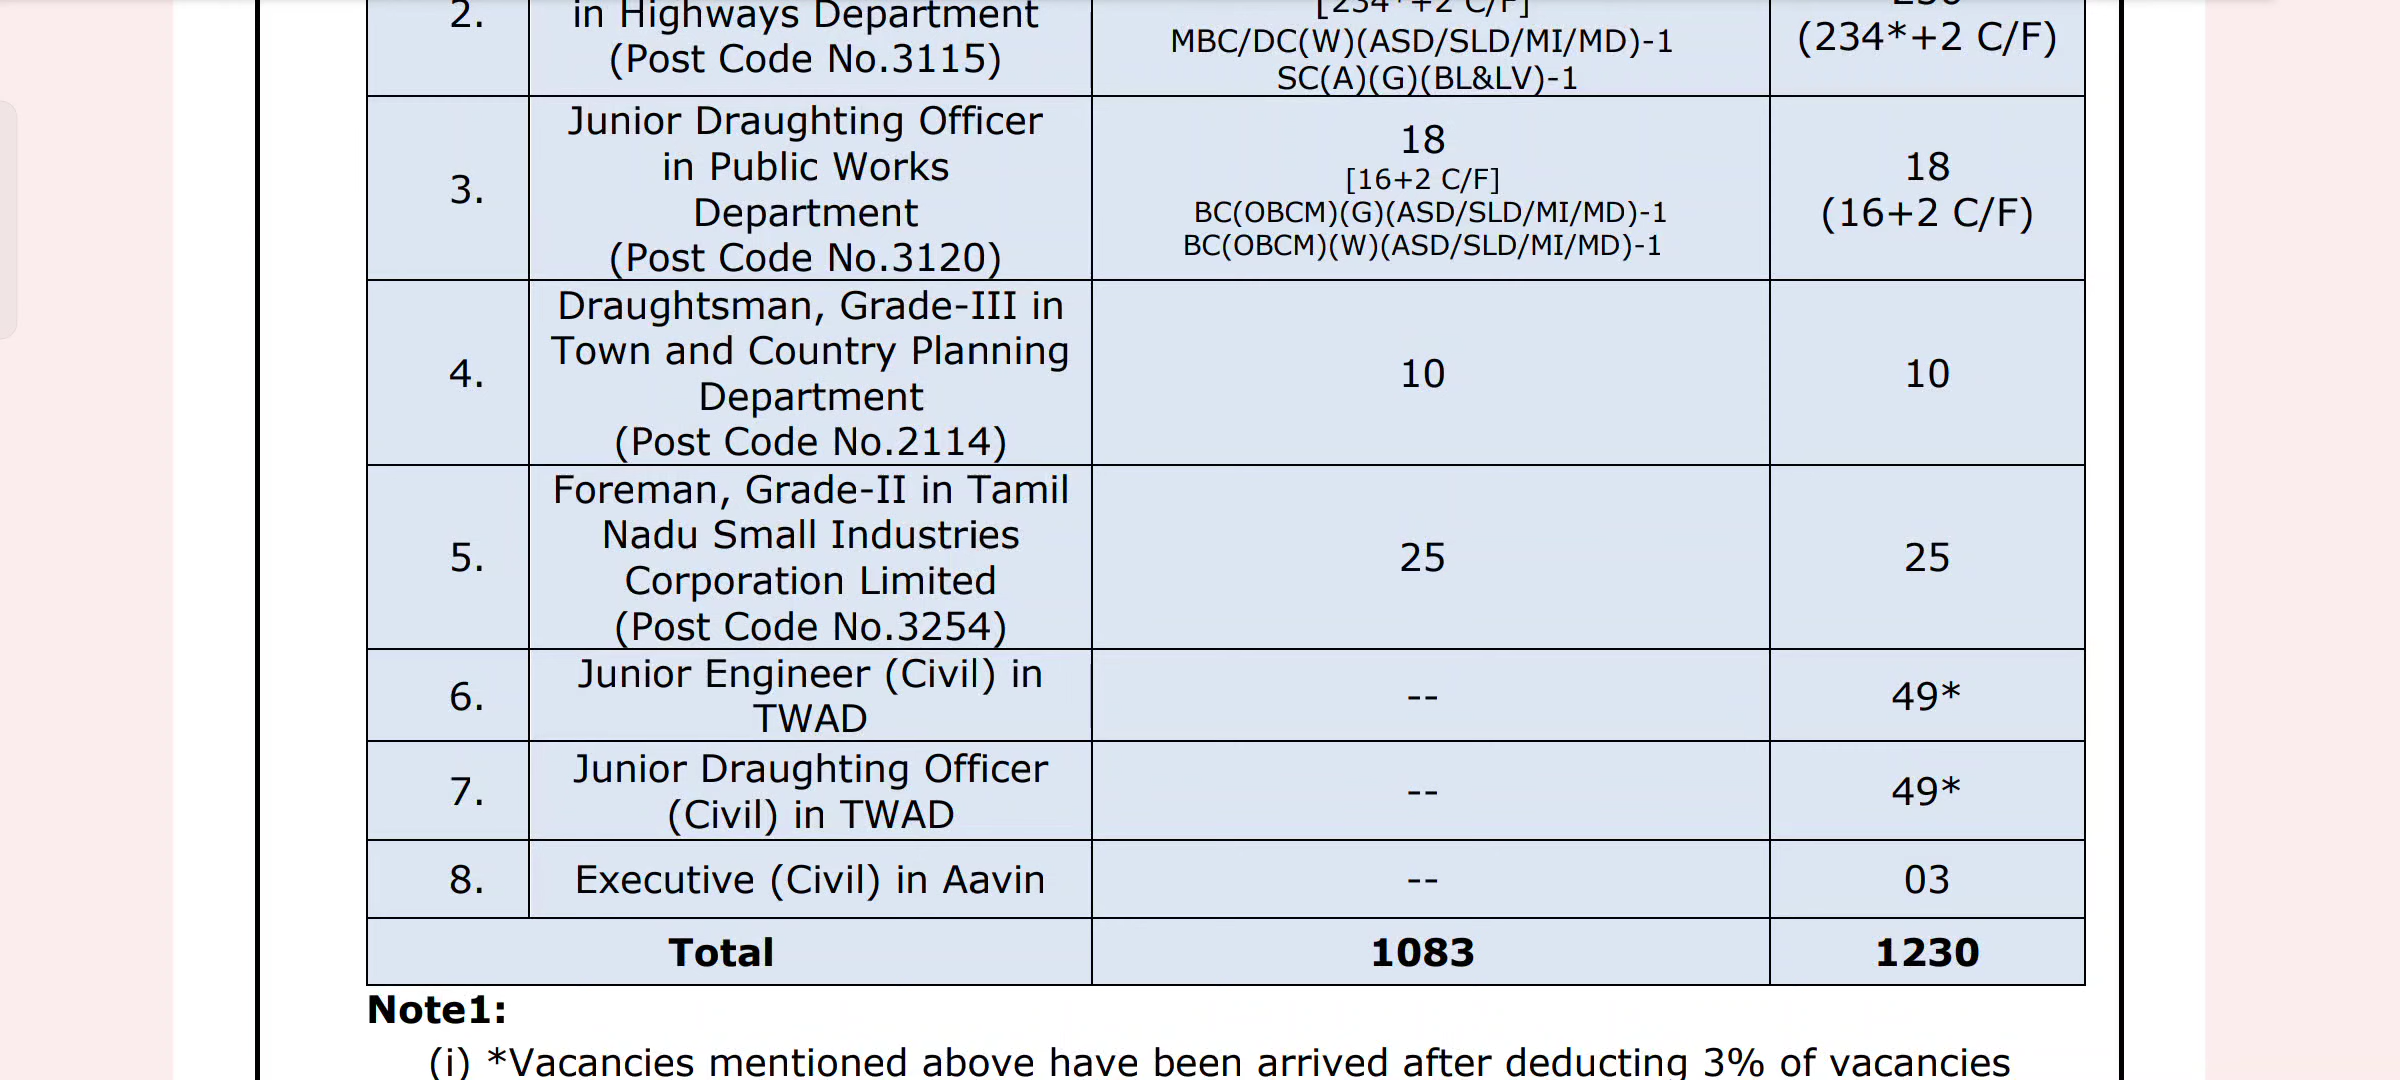 2.
in Highways Department
(Post Code No.3115)
[234*+2 C/F]
MBC/DC(W)(ASD/SLD/MI/MD)-1
SC(A)(G)(BL&LV)-1
(234*+2 C/F)
3.
Junior Draughting Officer
in Public Works
Department
(Post Code No.3120)
18
[16+2 C/F]
BC(OBCM)(G)(ASD/SLD/MI/MD)-1
BC(OBCM)(W)(ASD/SLD/MI/MD)-1
18
(16+2 C/F)
4.
Draughtsman, Grade-III in
Town and Country Planning
Department
(Post Code No.2114)
10
10
5.
Foreman, Grade-II in Tamil
Nadu Small Industries
Corporation Limited
(Post Code No.3254)
25
25
6.
Junior Engineer (Civil) in
TWAD
--
49*
7.
Junior Draughting Officer
(Civil) in TWAD
--
49*
8.
Executive (Civil) in Aavin
--
03
Total
1083
1230
Note1:
(i) *Vacancies mentioned above have been arrived after deducting 3% of vacancies